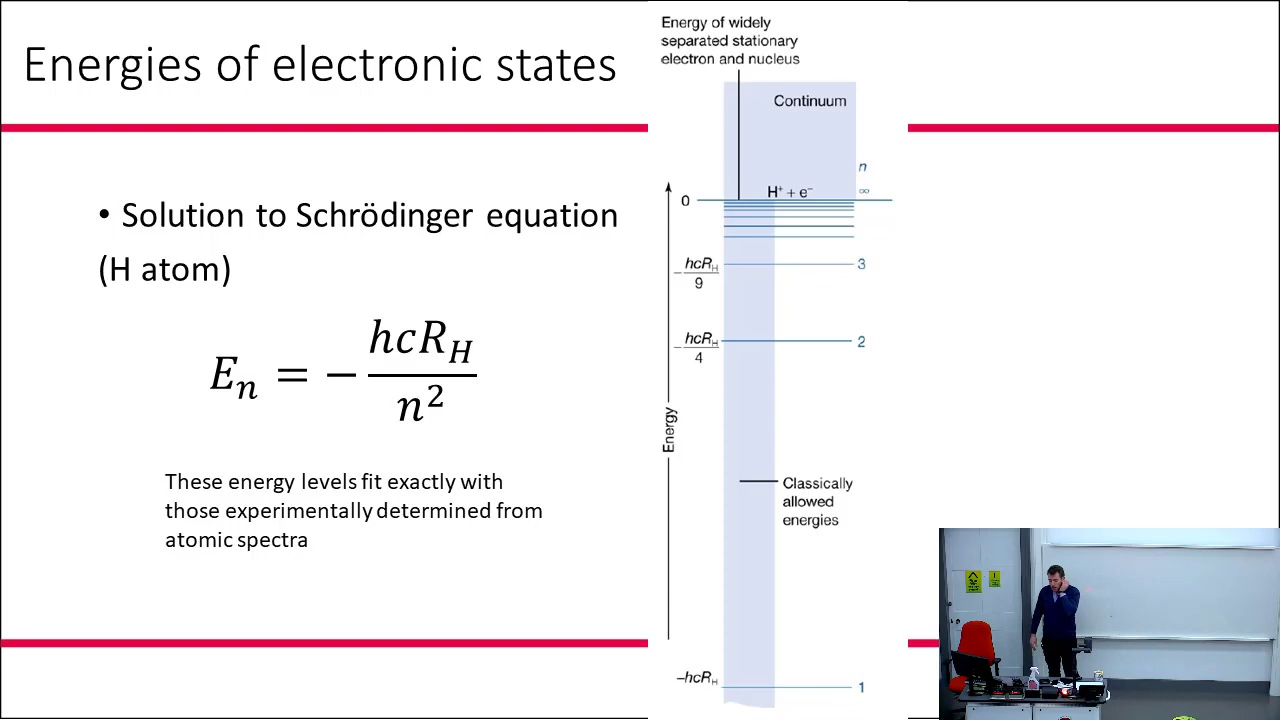 Energies of electronic states
• Solution to Schrödinger equation
(H atom)
Eₙ = − hcR_H / n²
These energy levels fit exactly with
those experimentally determined from
atomic spectra
Energy of widely
separated stationary
electron and nucleus
Continuum
n
H⁺ + e⁻
∞
0
−hcR_H/9
3
−hcR_H/4
2
Energy
Classically
allowed
energies
−hcR_H
1